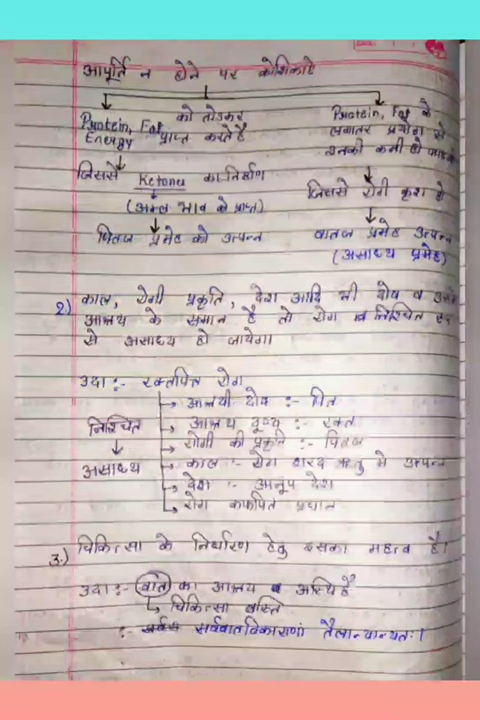 आपूर्ति न होने पर कोशिकाऐ
Protein, Fat को तोडकर
Energy प्राप्त करते है
Protein, Fat के
लगातार प्रयोग से
उनकी कमी हो
जिससे Ketone का निर्माण
(अम्ल भाव को प्राप्त)
पित्तज प्रमेह को उत्पन्न
जिससे रोगी कृश हो
वातज प्रमेह उत्पन्न
(असाध्य प्रमेह)
2) काल, रोगी प्रकृति, देश आदि भी दोष व उनके
आश्रय के समान है तो रोग निश्चित रूप
से असाध्य हो जायेगा।
उदा :- रक्तपित्त रोग
निश्चित
असाध्य
→ आश्रयी दोष :- पित्त
→ आश्रय दूष्य :- रक्त
→ रोगी की प्रकृति :- पित्तज
→ काल :- रोग शरद ऋतु मे उत्पन्न
→ देश :- आनूप देश
→ रोग कफपित्त प्रधान
3.) चिकित्सा के निर्धारण हेतु इसका महत्व है।
उदा :- वात का आश्रय अस्थि है
चिकित्सा बस्ति
:- सर्ववातविकाराणां तैलान्यान्यतः।